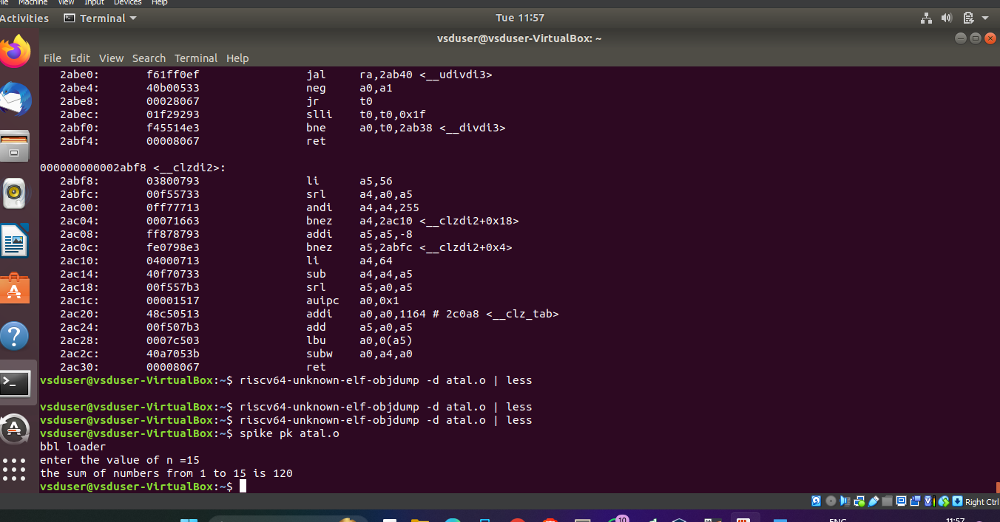 File Machine View Input Devices Help
Activities Terminal Tue 11:57
vsduser@vsduser-VirtualBox: ~
File Edit View Search Terminal Help
2abe0: f61ff0ef jal ra,2ab40 <__udivdi3>
2abe4: 40b00533 neg a0,a1
2abe8: 00028067 jr t0
2abec: 01f29293 slli t0,t0,0x1f
2abf0: f45514e3 bne a0,t0,2ab38 <__divdi3>
2abf4: 00008067 ret
000000000002abf8 <__clzdi2>:
2abf8: 03800793 li a5,56
2abfc: 00f55733 srl a4,a0,a5
2ac00: 0ff77713 andi a4,a4,255
2ac04: 00071663 bnez a4,2ac10 <__clzdi2+0x18>
2ac08: ff878793 addi a5,a5,-8
2ac0c: fe0798e3 bnez a5,2abfc <__clzdi2+0x4>
2ac10: 04000713 li a4,64
2ac14: 40f70733 sub a4,a4,a5
2ac18: 00f557b3 srl a5,a0,a5
2ac1c: 00001517 auipc a0,0x1
2ac20: 48c50513 addi a0,a0,1164 # 2c0a8 <__clz_tab>
2ac24: 00f507b3 add a5,a0,a5
2ac28: 0007c503 lbu a0,0(a5)
2ac2c: 40a7053b subw a0,a4,a0
2ac30: 00008067 ret
vsduser@vsduser-VirtualBox:~$ riscv64-unknown-elf-objdump -d atal.o | less
vsduser@vsduser-VirtualBox:~$ riscv64-unknown-elf-objdump -d atal.o | less
vsduser@vsduser-VirtualBox:~$ riscv64-unknown-elf-objdump -d atal.o | less
vsduser@vsduser-VirtualBox:~$ spike pk atal.o
bbl loader
enter the value of n =15
the sum of numbers from 1 to 15 is 120
vsduser@vsduser-VirtualBox:~$
Right Ctrl
10 ENG 11:57